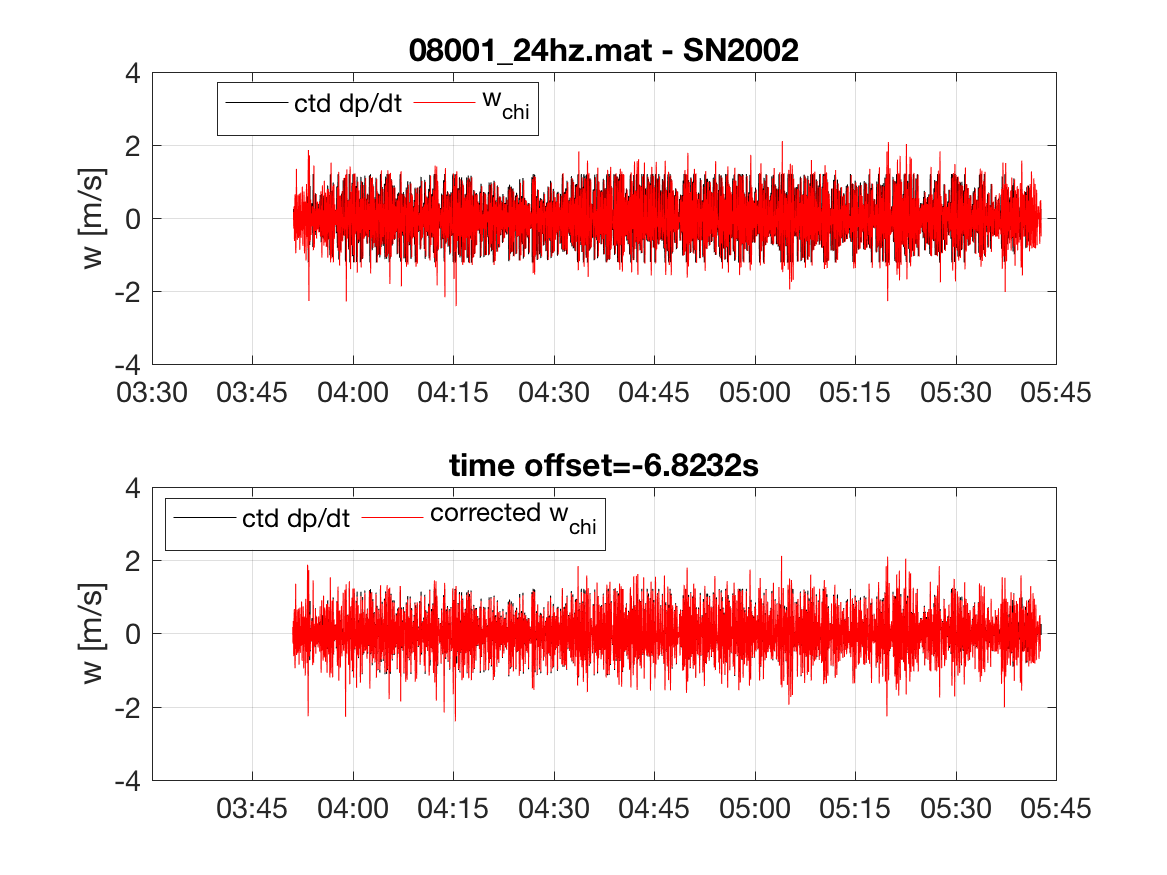 08001_24hz.mat - SN2002
4
ctd dp/dt w_chi
2
w [m/s]
0
-2
-4
03:30 03:45 04:00 04:15 04:30 04:45 05:00 05:15 05:30 05:45
time offset=-6.8232s
4
ctd dp/dt corrected w_chi
2
w [m/s]
0
-2
-4
03:45 04:00 04:15 04:30 04:45 05:00 05:15 05:30 05:45